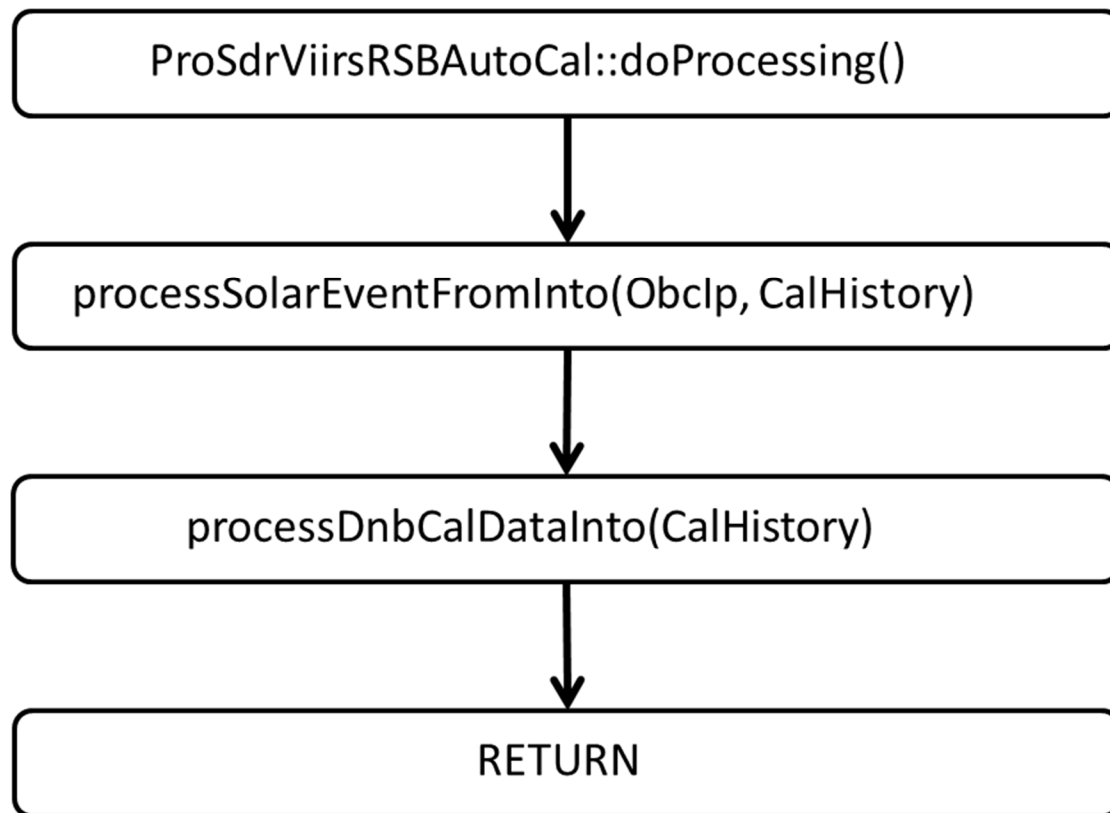 ProSdrViirsRSBAutoCal::doProcessing()
processSolarEventFromInto(ObcIp, CalHistory)
processDnbCalDataInto(CalHistory)
RETURN